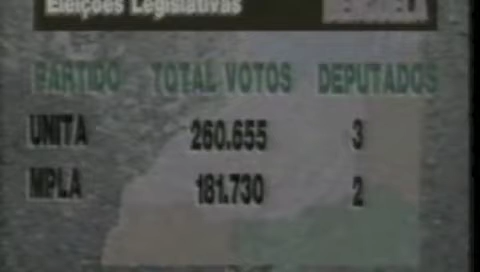 Eleições Legislativas
PARTIDO TOTAL VOTOS DEPUTADOS
UNITA 260.655 3
MPLA 181.730 2